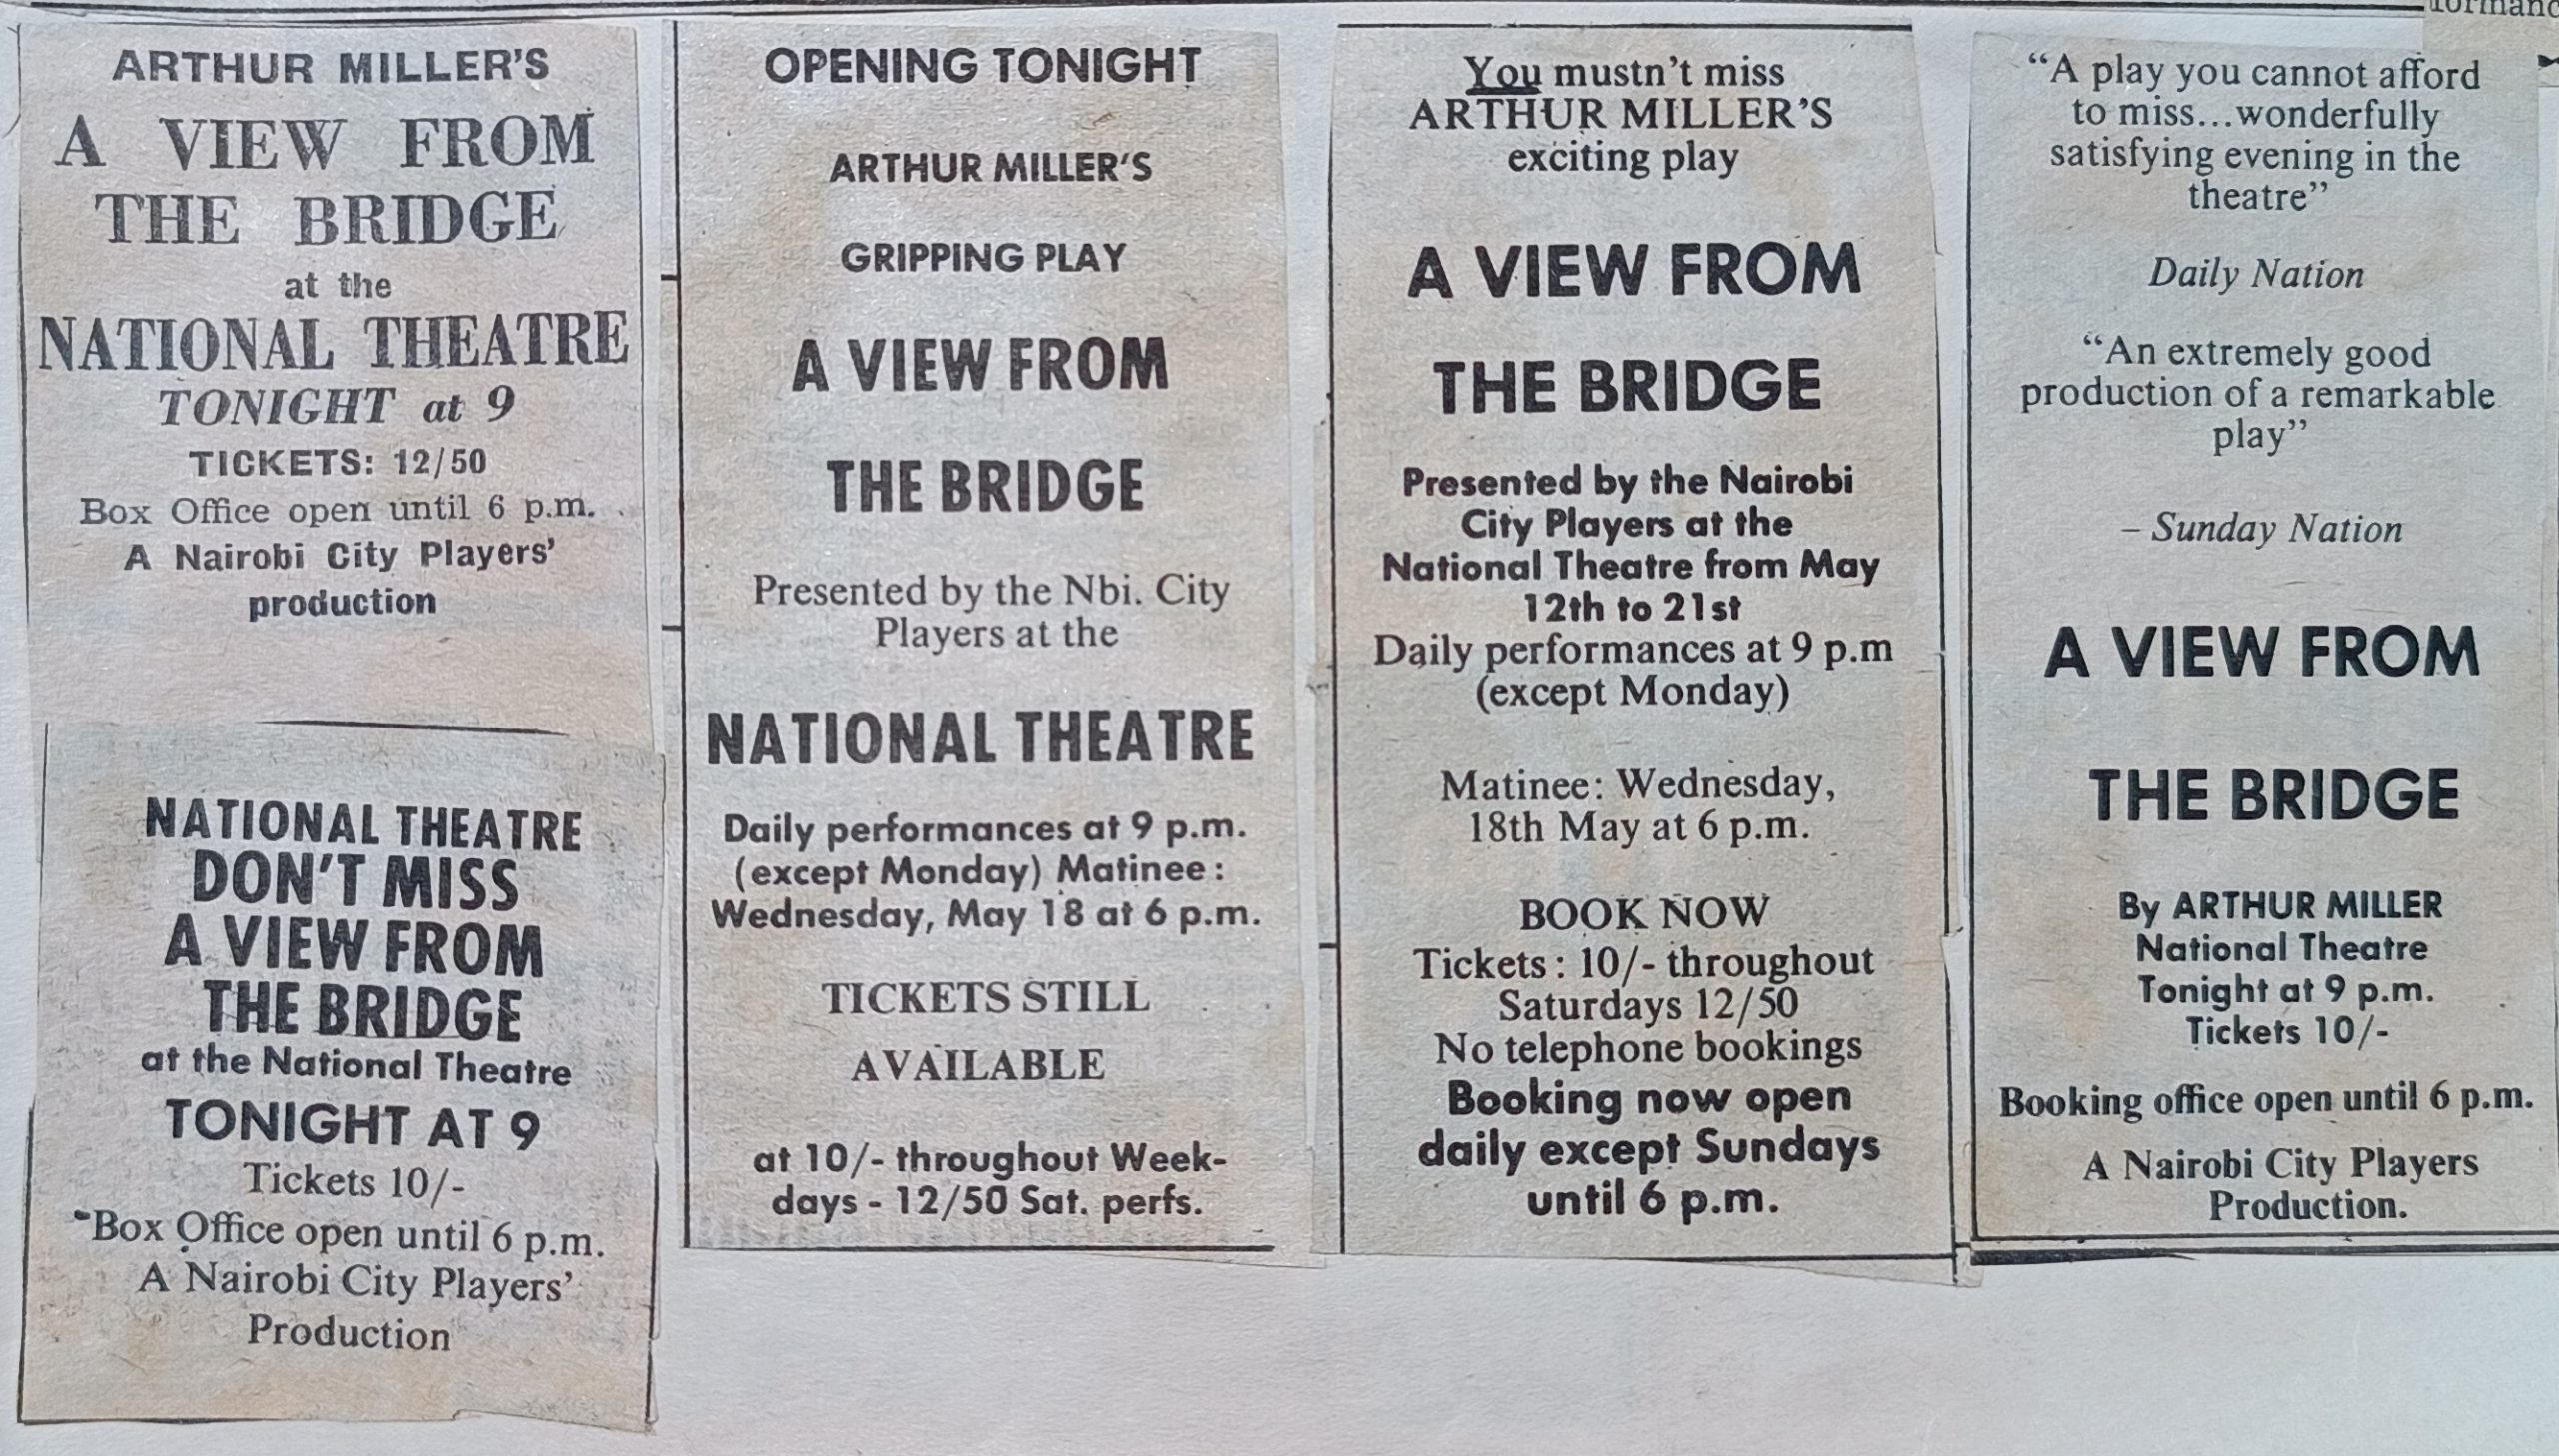 ARTHUR MILLER'S
A VIEW FROM
THE BRIDGE
at the
NATIONAL THEATRE
TONIGHT at 9
TICKETS: 12/50
Box Office open until 6 p.m.
A Nairobi City Players'
production
NATIONAL THEATRE
DON'T MISS
A VIEW FROM
THE BRIDGE
at the National Theatre
TONIGHT AT 9
Tickets 10/-
Box Office open until 6 p.m.
A Nairobi City Players'
Production
OPENING TONIGHT
ARTHUR MILLER'S
GRIPPING PLAY
A VIEW FROM
THE BRIDGE
Presented by the Nbi. City
Players at the
NATIONAL THEATRE
Daily performances at 9 p.m.
(except Monday) Matinee:
Wednesday, May 18 at 6 p.m.
TICKETS STILL
AVAILABLE
at 10/- throughout Week-
days - 12/50 Sat. perfs.
You mustn't miss
ARTHUR MILLER'S
exciting play
A VIEW FROM
THE BRIDGE
Presented by the Nairobi
City Players at the
National Theatre from May
12th to 21st
Daily performances at 9 p.m
(except Monday)
Matinee: Wednesday,
18th May at 6 p.m.
BOOK NOW
Tickets: 10/- throughout
Saturdays 12/50
No telephone bookings
Booking now open
daily except Sundays
until 6 p.m.
"A play you cannot afford
to miss...wonderfully
satisfying evening in the
theatre"
Daily Nation
"An extremely good
production of a remarkable
play"
– Sunday Nation
A VIEW FROM
THE BRIDGE
By ARTHUR MILLER
National Theatre
Tonight at 9 p.m.
Tickets 10/-
Booking office open until 6 p.m.
A Nairobi City Players
Production.